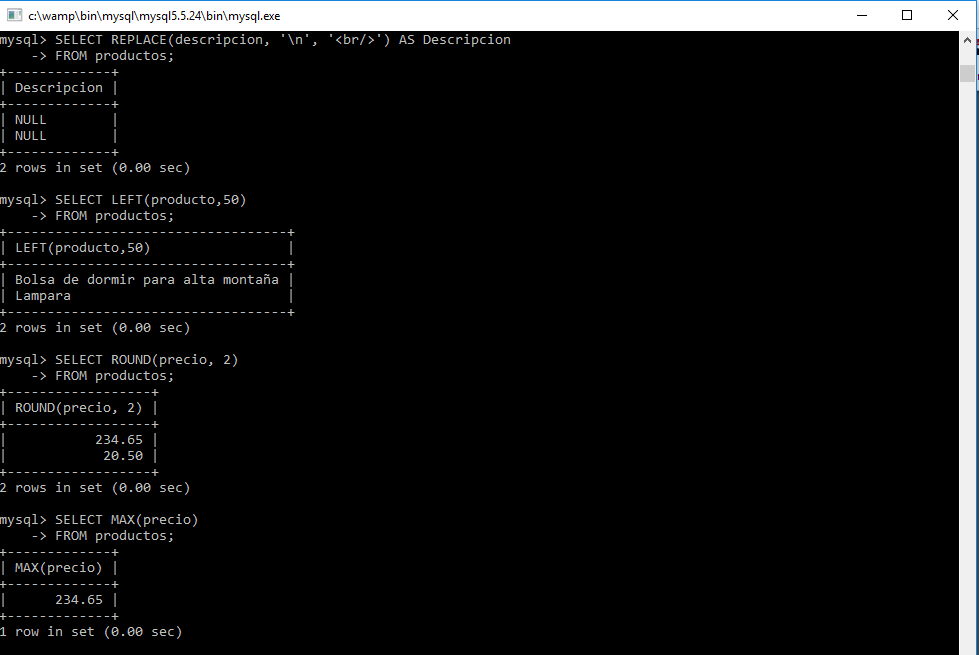 c:\wamp\bin\mysql\mysql5.5.24\bin\mysql.exe
mysql> SELECT REPLACE(descripcion, '\n', '<br/>') AS Descripcion
    -> FROM productos;
+-------------+
| Descripcion |
+-------------+
| NULL        |
| NULL        |
+-------------+
2 rows in set (0.00 sec)

mysql> SELECT LEFT(producto,50)
    -> FROM productos;
+-----------------------------------+
| LEFT(producto,50)                 |
+-----------------------------------+
| Bolsa de dormir para alta montaña |
| Lampara                           |
+-----------------------------------+
2 rows in set (0.00 sec)

mysql> SELECT ROUND(precio, 2)
    -> FROM productos;
+------------------+
| ROUND(precio, 2) |
+------------------+
|           234.65 |
|            20.50 |
+------------------+
2 rows in set (0.00 sec)

mysql> SELECT MAX(precio)
    -> FROM productos;
+-------------+
| MAX(precio) |
+-------------+
|      234.65 |
+-------------+
1 row in set (0.00 sec)